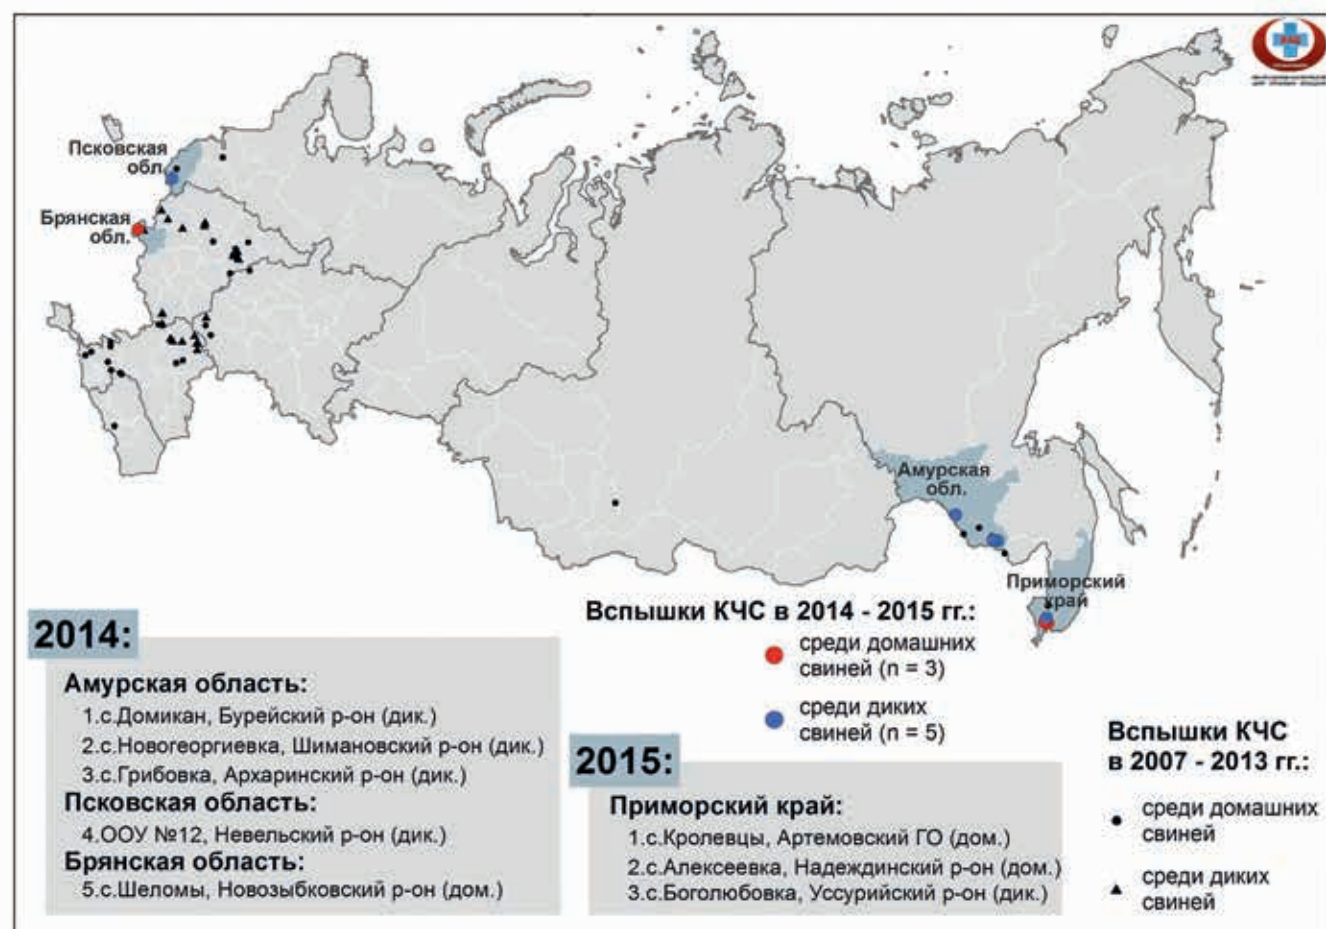 Псковская
обл.
Брянская
обл.
Амурская
обл.
Приморский
край
Вспышки КЧС в 2014 - 2015 гг.:
среди домашних
свиней (n = 3)
среди диких
свиней (n = 5)
Вспышки КЧС
в 2007 - 2013 гг.:
среди домашних
свиней
среди диких
свиней
2014:
Амурская область:
1.с.Домикан, Бурейский р-он (дик.)
2.с.Новогеоргиевка, Шимановский р-он (дик.)
3.с.Грибовка, Архаринский р-он (дик.)
Псковская область:
4.ООУ №12, Невельский р-он (дик.)
Брянская область:
5.с.Шеломы, Новозыбковский р-он (дом.)
2015:
Приморский край:
1.с.Кролевцы, Артемовский ГО (дом.)
2.с.Алексеевка, Надеждинский р-он (дом.)
3.с.Боголюбовка, Уссурийский р-он (дик.)